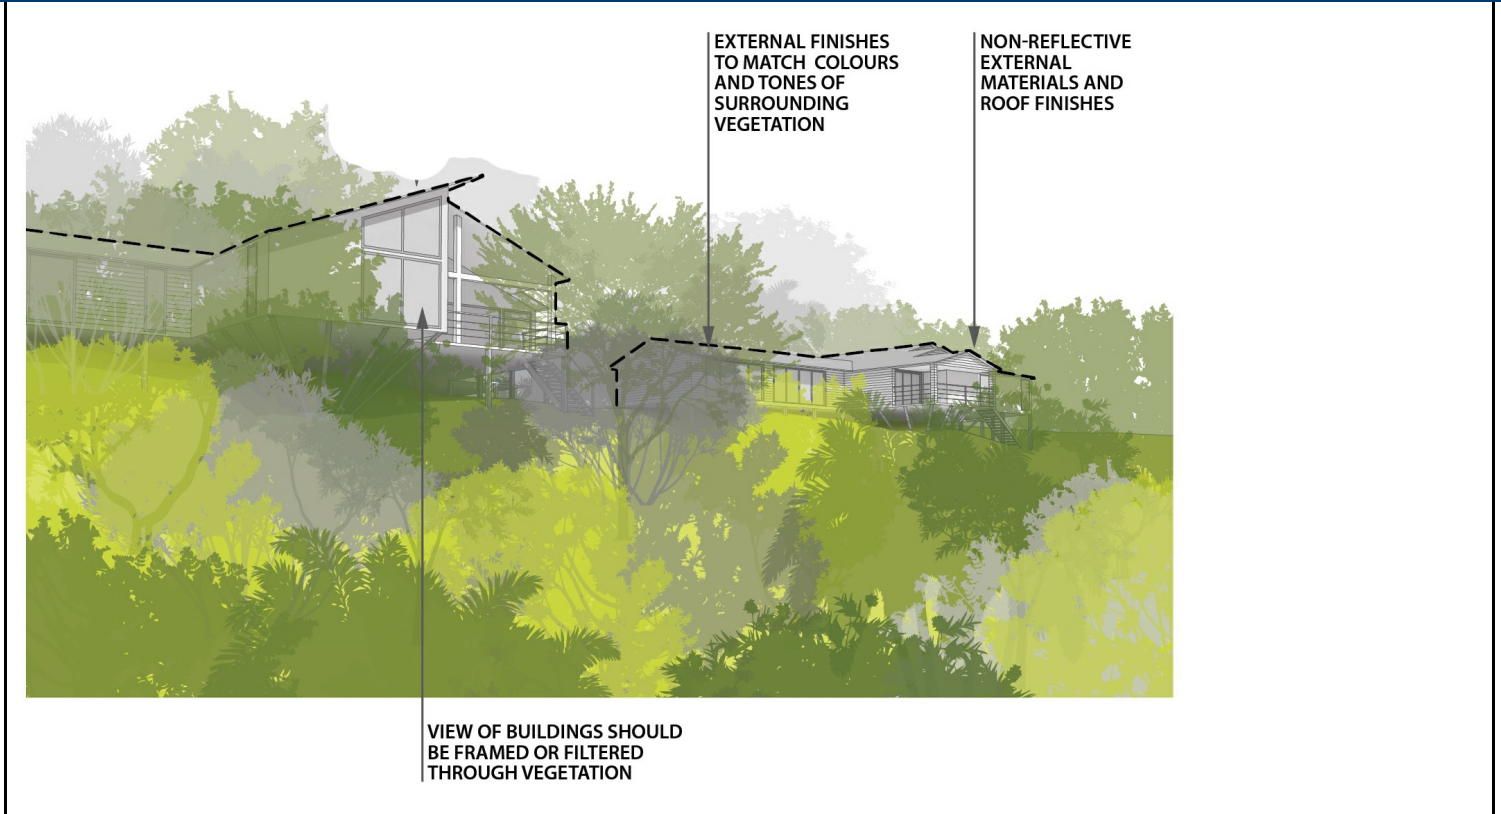 EXTERNAL FINISHES
TO MATCH COLOURS
AND TONES OF
SURROUNDING
VEGETATION
NON-REFLECTIVE
EXTERNAL
MATERIALS AND
ROOF FINISHES
VIEW OF BUILDINGS SHOULD
BE FRAMED OR FILTERED
THROUGH VEGETATION